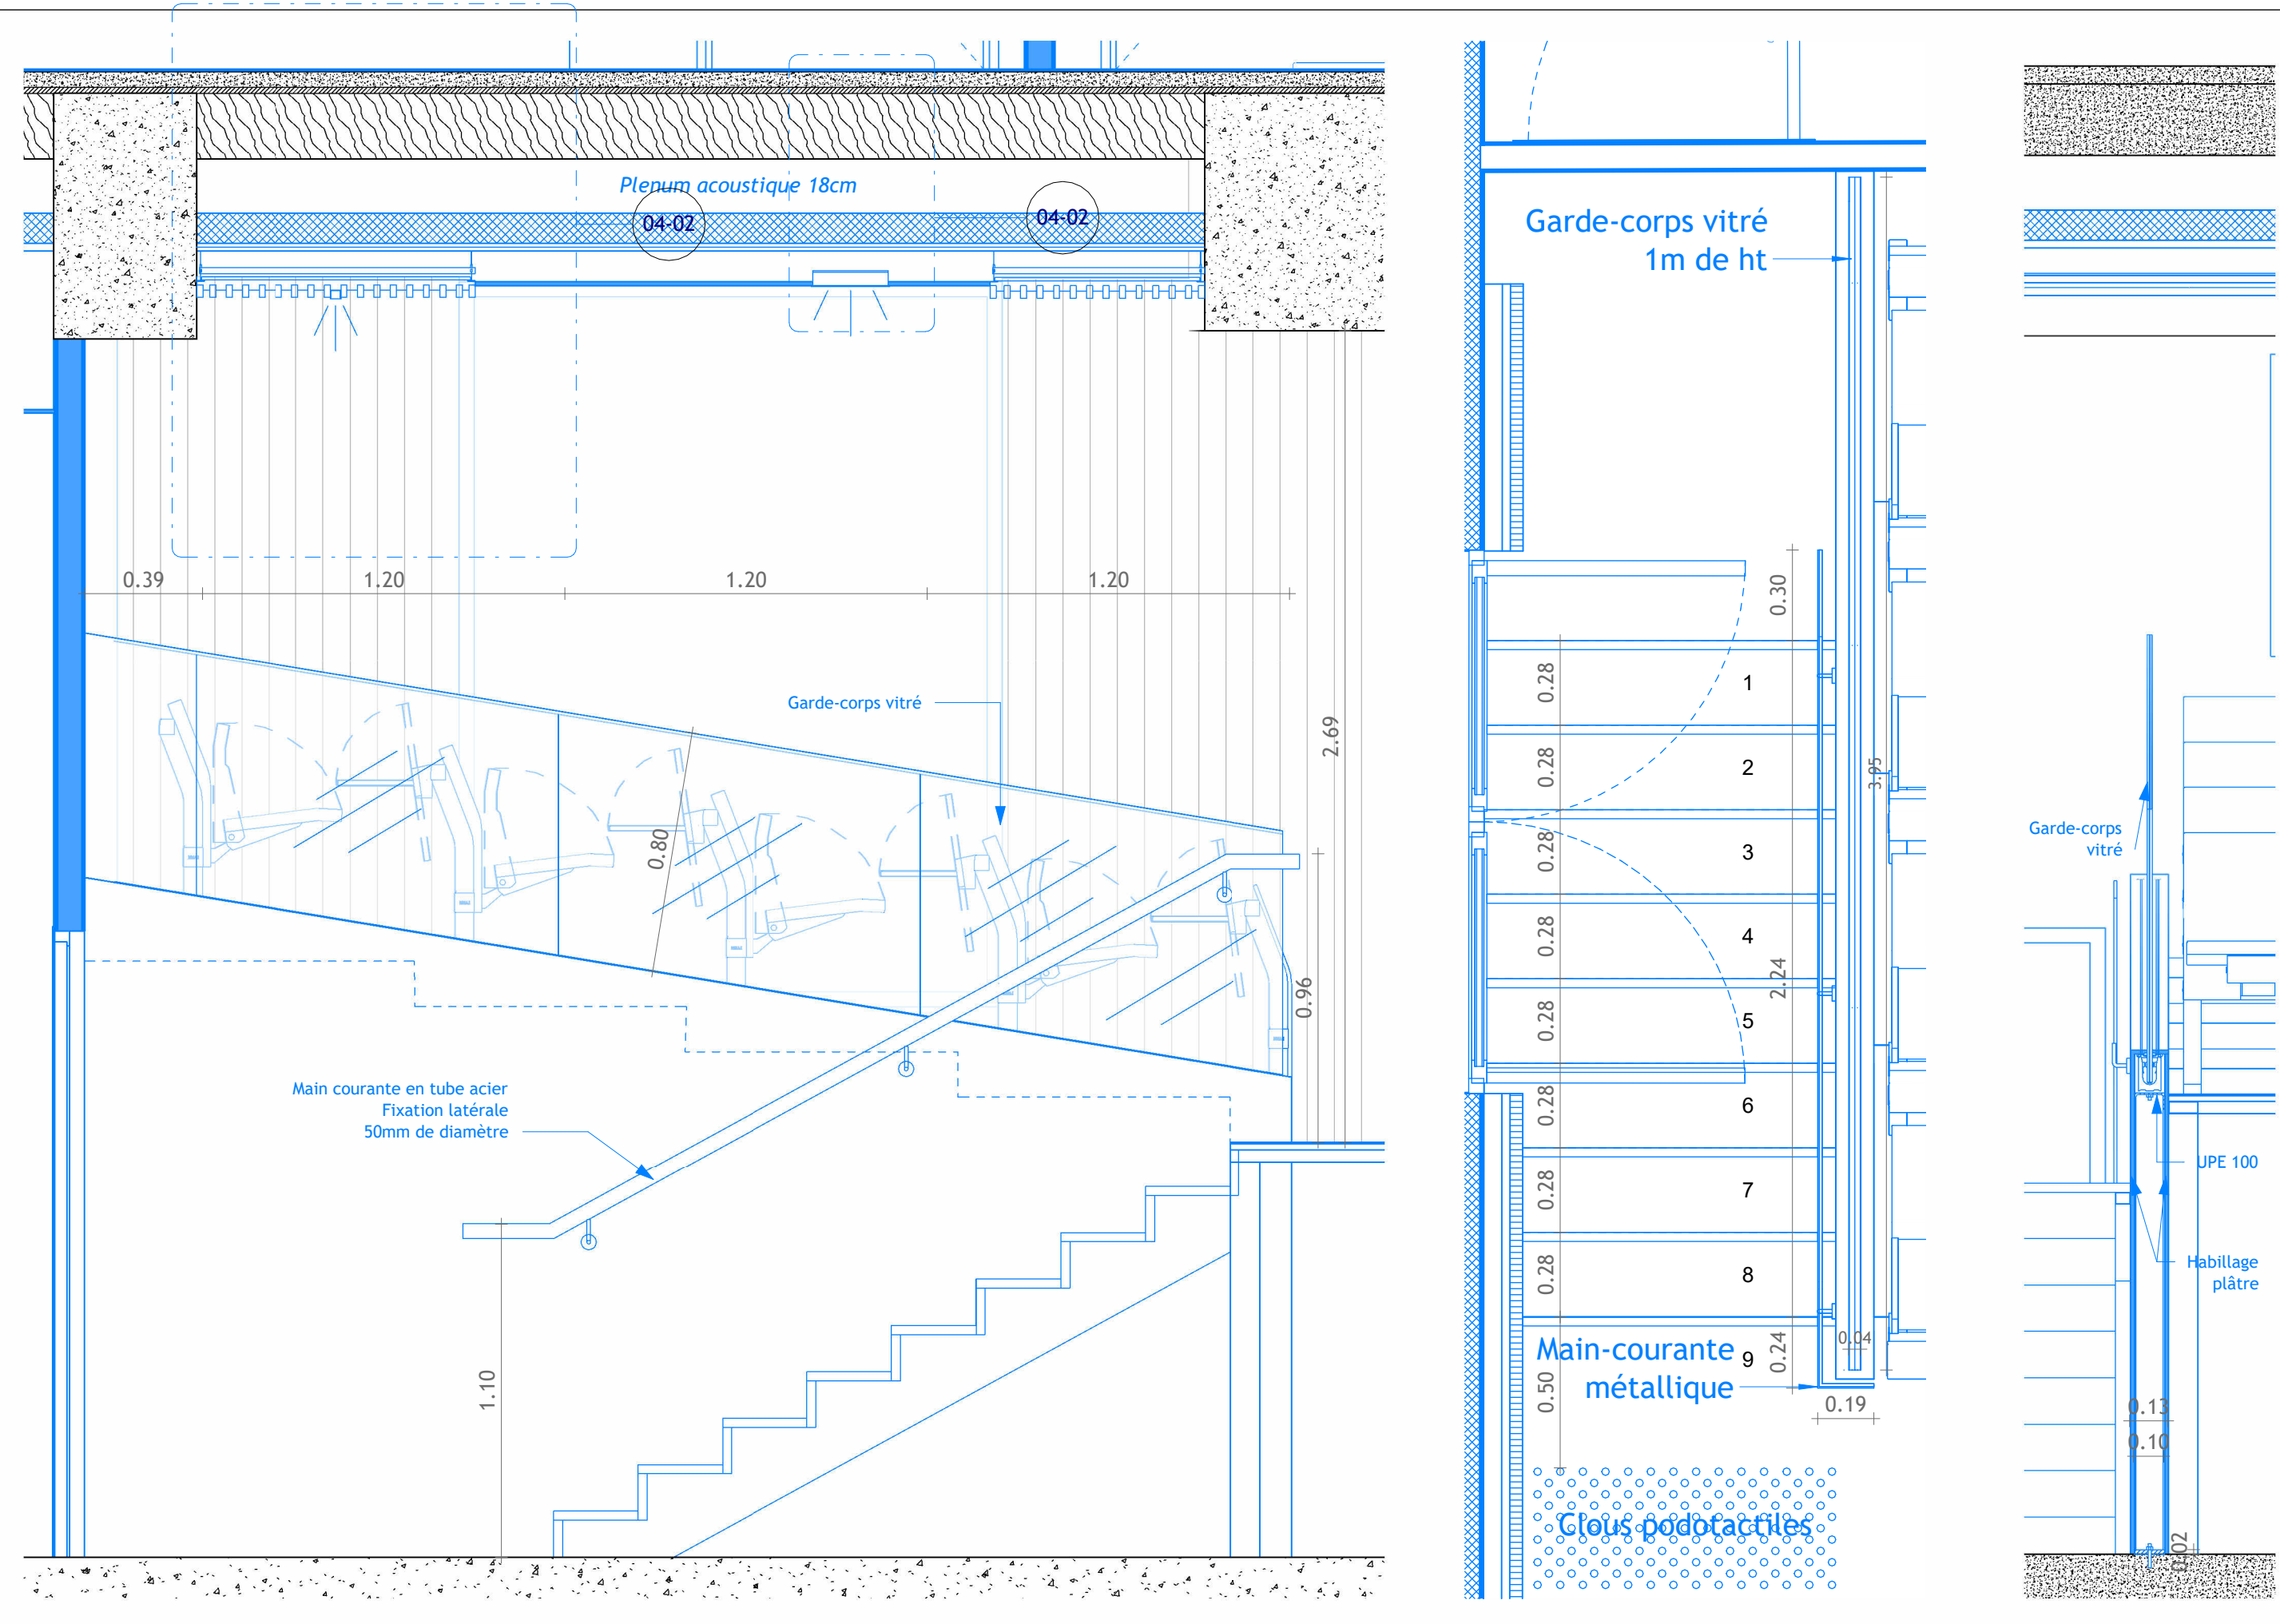 Plenum acoustique 18cm
04-02
04-02
0.39
1.20
1.20
1.20
Garde-corps vitré
2.69
0.80
0.96
Main courante en tube acier
Fixation latérale
50mm de diamètre
1.10
Garde-corps vitré
1m de ht
0.30
0.28
1
0.28
2
3.95
0.28
3
0.28
4
2.24
0.28
5
0.28
6
0.28
7
0.28
8
0.04
0.24
Main-courante
9
métallique
0.50
0.19
Clous podotactiles
Garde-corps
vitré
UPE 100
Habillage
plâtre
0.13
0.10
0.02